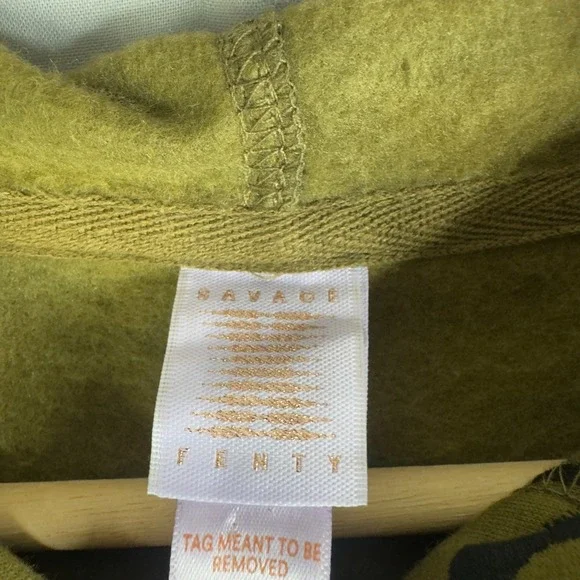 SAVAGE
FENTY
TAG MEANT TO BE
REMOVED